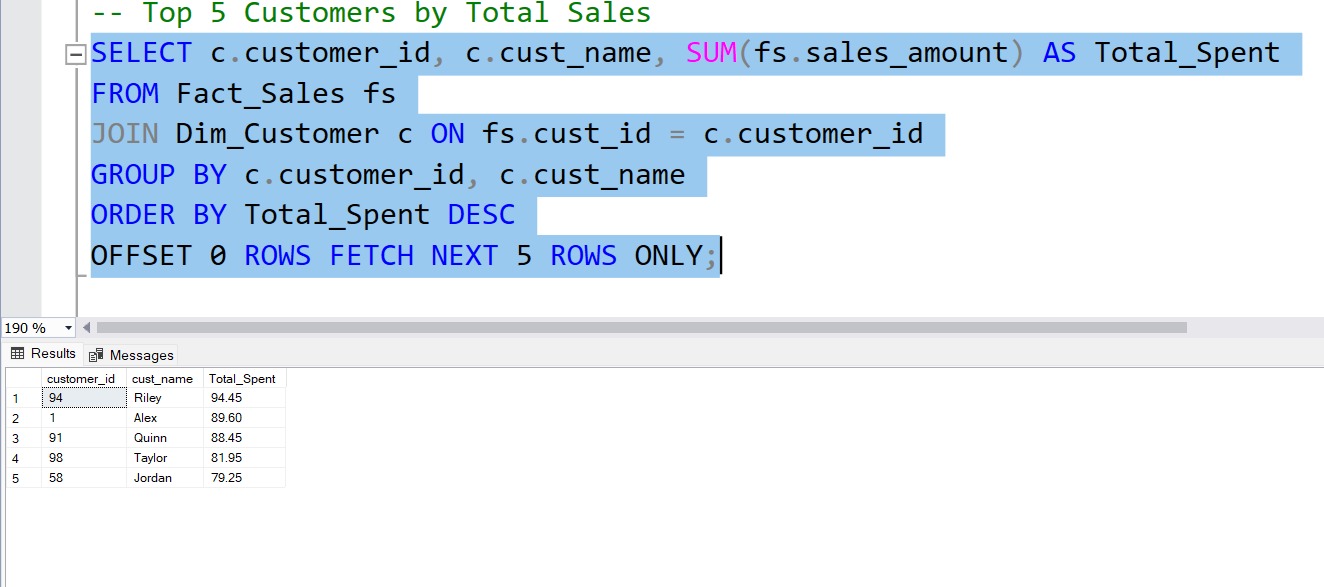 -- Top 5 Customers by Total Sales
SELECT c.customer_id, c.cust_name, SUM(fs.sales_amount) AS Total_Spent
FROM Fact_Sales fs
JOIN Dim_Customer c ON fs.cust_id = c.customer_id
GROUP BY c.customer_id, c.cust_name
ORDER BY Total_Spent DESC
OFFSET 0 ROWS FETCH NEXT 5 ROWS ONLY;
190 %
Results Messages
customer_id cust_name Total_Spent
1 94 Riley 94.45
2 1 Alex 89.60
3 91 Quinn 88.45
4 98 Taylor 81.95
5 58 Jordan 79.25